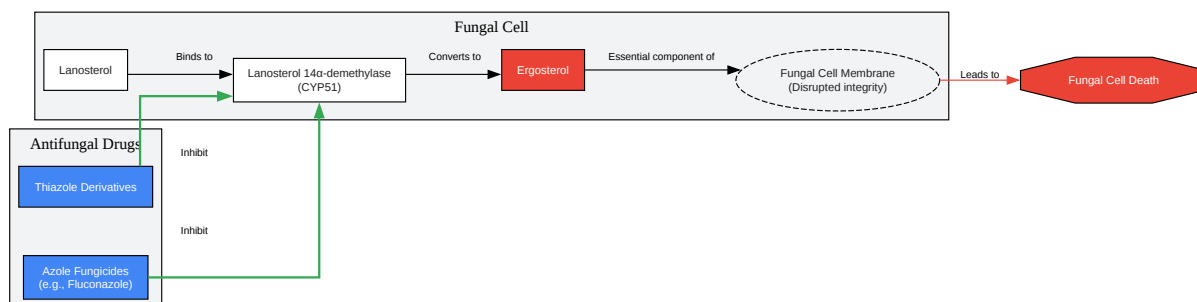 Fungal Cell
Lanosterol
Binds to
Lanosterol 14α-demethylase
(CYP51)
Converts to
Ergosterol
Essential component of
Fungal Cell Membrane
(Disrupted integrity)
Leads to
Fungal Cell Death
Antifungal Drugs
Inhibit
Thiazole Derivatives
Inhibit
Azole Fungicides
(e.g., Fluconazole)